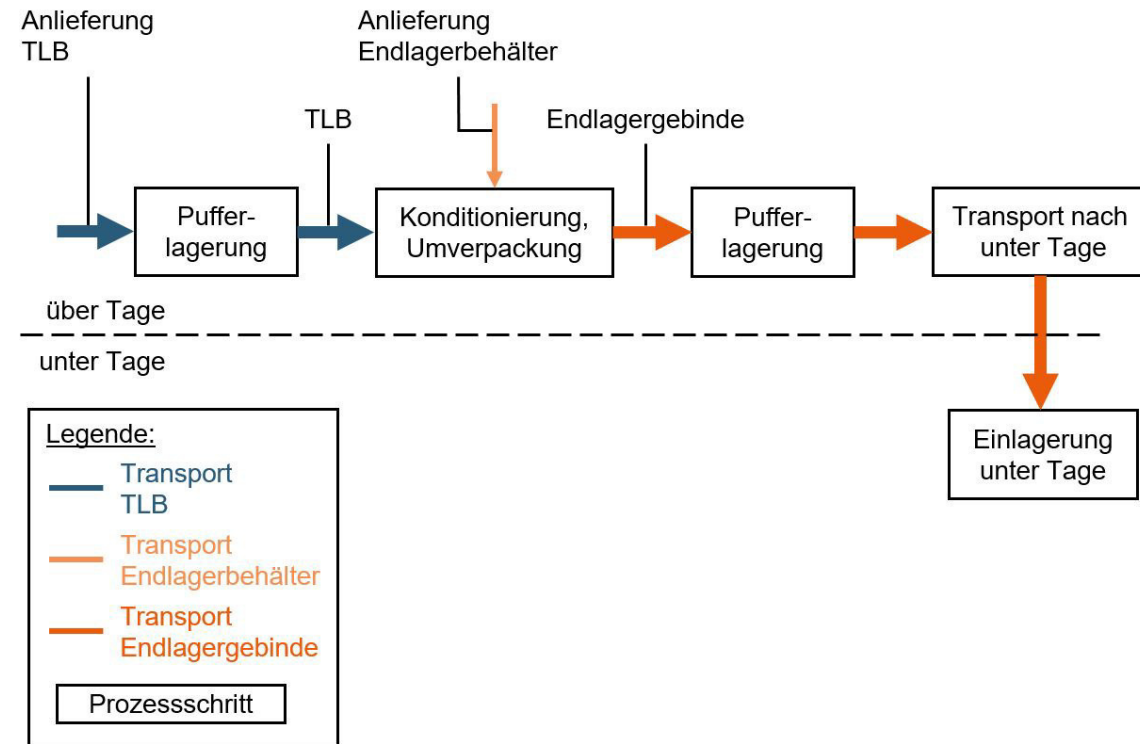 Anlieferung
TLB
Anlieferung
Endlagerbehälter
TLB
Endlagergebinde
Puffer-
lagerung
Konditionierung,
Umverpackung
Puffer-
lagerung
Transport nach
unter Tage
über Tage
unter Tage
Einlagerung
unter Tage
Legende:
Transport
TLB
Transport
Endlagerbehälter
Transport
Endlagergebinde
Prozessschritt